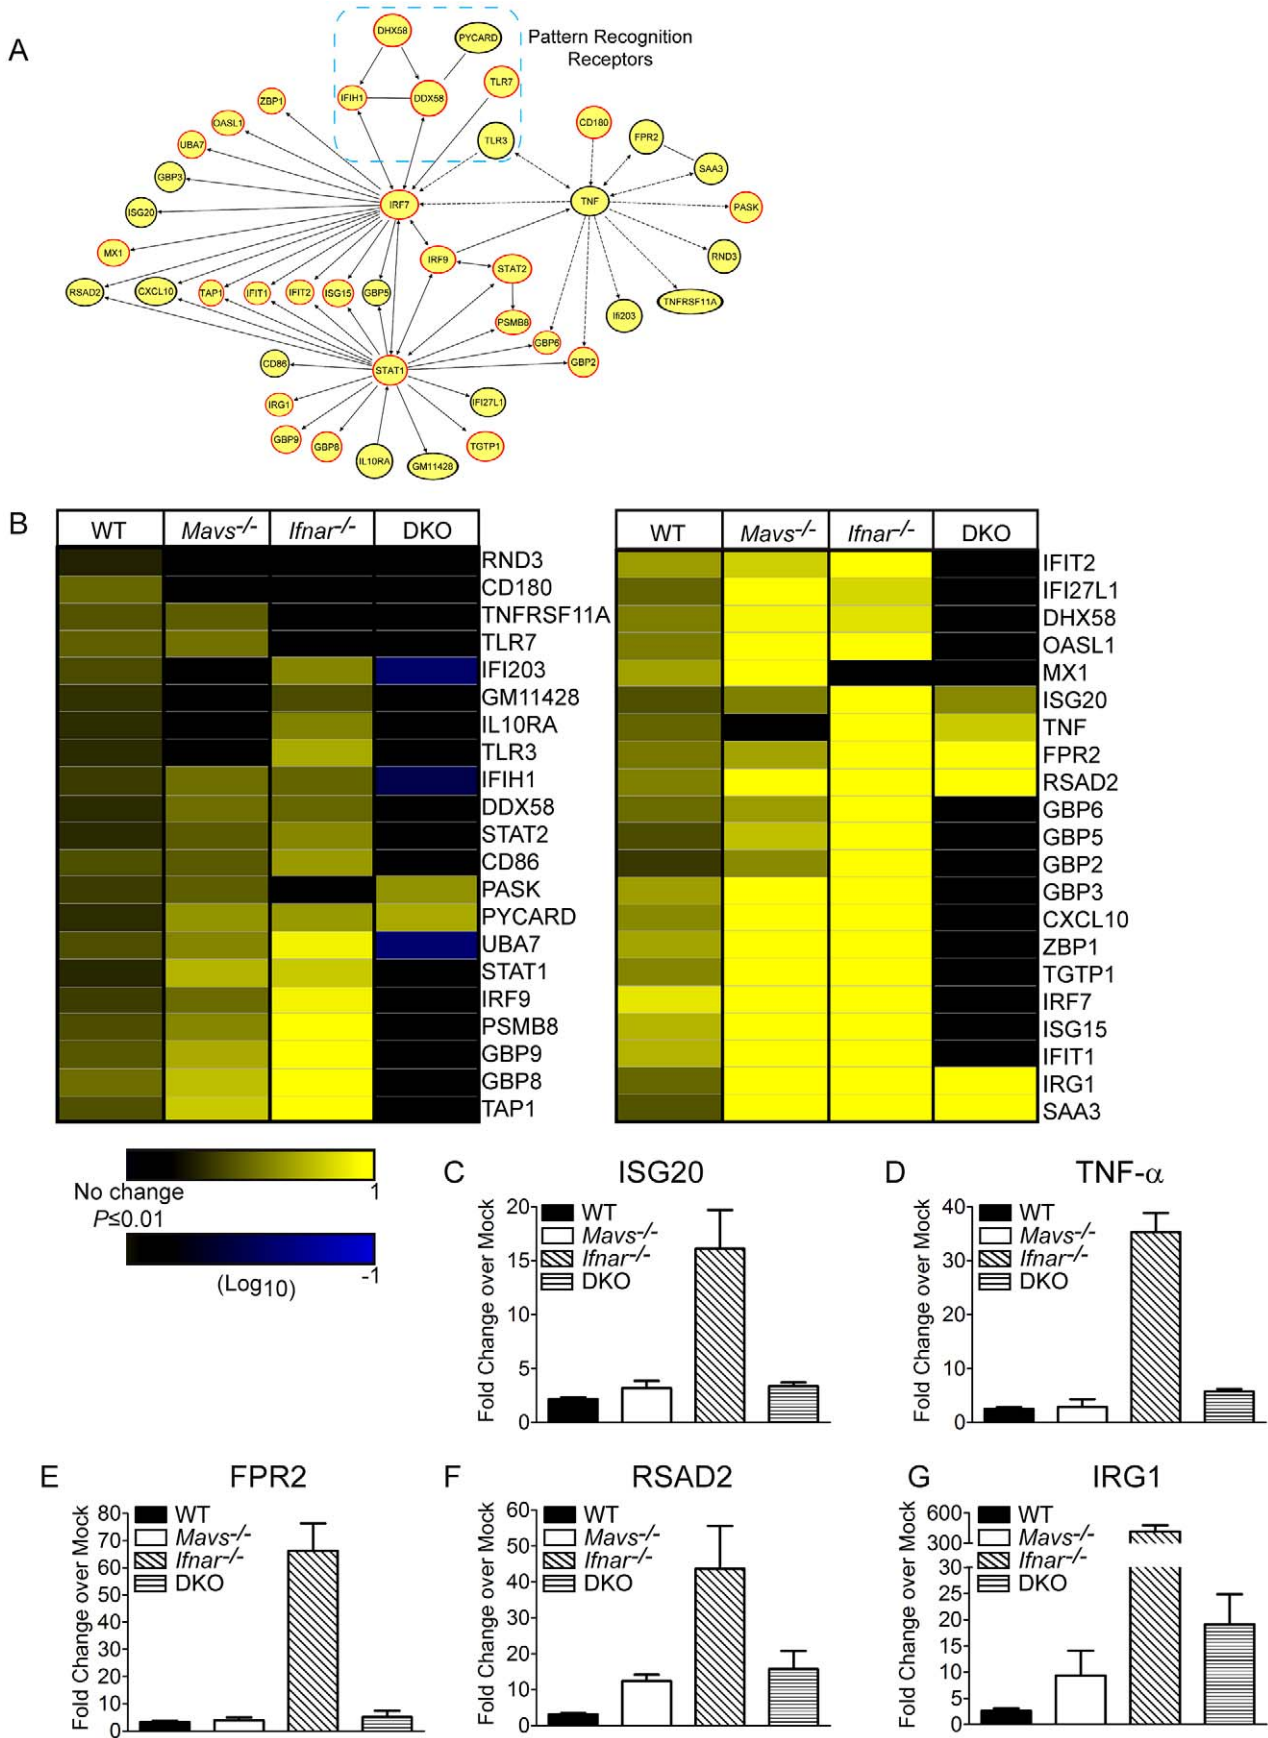 A
Pattern Recognition
Receptors
DHX58
PYCARD
IFIH1
DDX58
TLR7
TLR3
ZBP1
OASL1
UBA7
GBP3
ISG20
MX1
RSAD2
CXCL10
TAP1
IFIT1
IFIT2
ISG15
GBP5
IRF7
IRF9
STAT2
PSMB8
GBP6
GBP2
TNF
CD180
FPR2
SAA3
PASK
RND3
TNFRSF11A
Ifi203
STAT1
CD86
IRG1
GBP9
GBP8
IL10RA
GM11428
TGTP1
IFI27L1
B
WT Mavs-/- Ifnar-/- DKO
RND3
CD180
TNFRSF11A
TLR7
IFI203
GM11428
IL10RA
TLR3
IFIH1
DDX58
STAT2
CD86
PASK
PYCARD
UBA7
STAT1
IRF9
PSMB8
GBP9
GBP8
TAP1
WT Mavs-/- Ifnar-/- DKO
IFIT2
IFI27L1
DHX58
OASL1
MX1
ISG20
TNF
FPR2
RSAD2
GBP6
GBP5
GBP2
GBP3
CXCL10
ZBP1
TGTP1
IRF7
ISG15
IFIT1
IRG1
SAA3
No change 1
P≤0.01
(Log10) -1
C ISG20
Fold Change over Mock
20
15
10
5
0
WT
Mavs-/-
Ifnar-/-
DKO
D TNF-α
Fold Change over Mock
40
30
20
10
0
WT
Mavs-/-
Ifnar-/-
DKO
E FPR2
Fold Change over Mock
80
70
60
50
40
30
20
10
0
WT
Mavs-/-
Ifnar-/-
DKO
F RSAD2
Fold Change over Mock
60
50
40
30
20
10
0
WT
Mavs-/-
Ifnar-/-
DKO
G IRG1
Fold Change over Mock
600
300
30
25
20
15
10
5
0
WT
Mavs-/-
Ifnar-/-
DKO